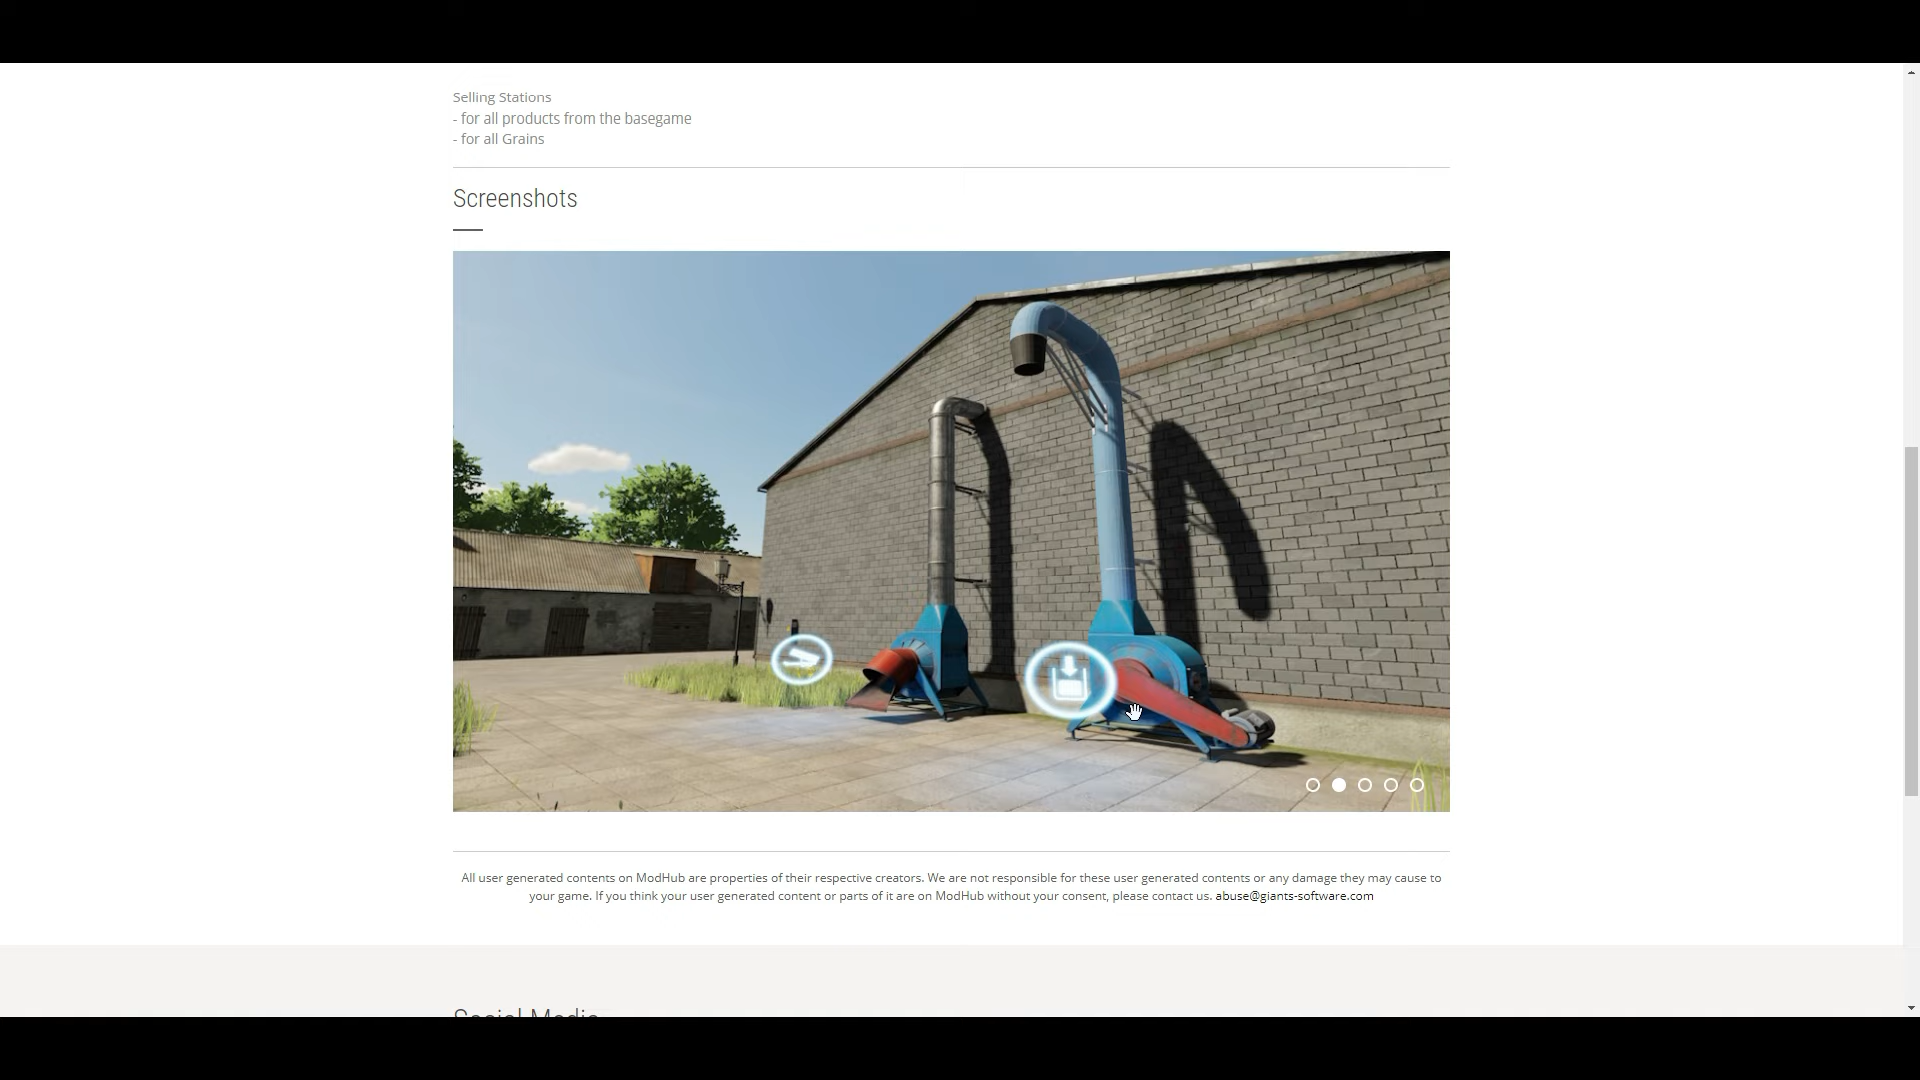 Selling Stations
- for all products from the basegame
- for all Grains
Screenshots
All user generated contents on ModHub are properties of their respective creators. We are not responsible for these user generated contents or any damage they may cause to
your game. If you think your user generated content or parts of it are on ModHub without your consent, please contact us. abuse@giants-software.com
Social Media